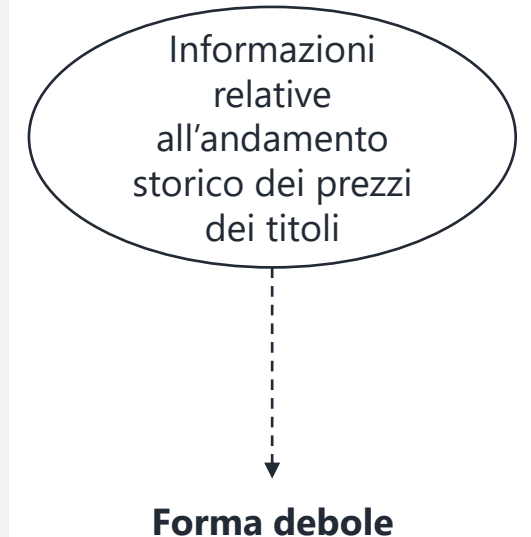 Informazioni
relative
all’andamento
storico dei prezzi
dei titoli
Forma debole